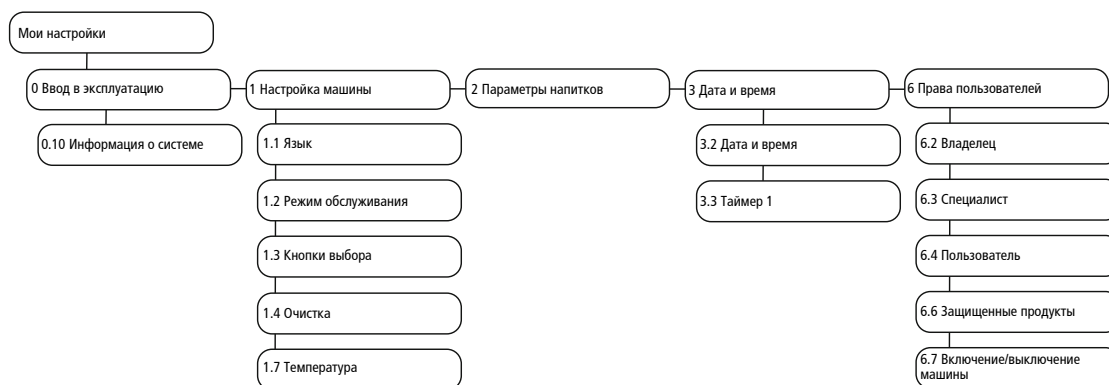 Мои настройки
0 Ввод в эксплуатацию
0.10 Информация о системе
1 Настройка машины
1.1 Язык
1.2 Режим обслуживания
1.3 Кнопки выбора
1.4 Очистка
1.7 Температура
2 Параметры напитков
3 Дата и время
3.2 Дата и время
3.3 Таймер 1
6 Права пользователей
6.2 Владелец
6.3 Специалист
6.4 Пользователь
6.6 Защищенные продукты
6.7 Включение/выключение
машины